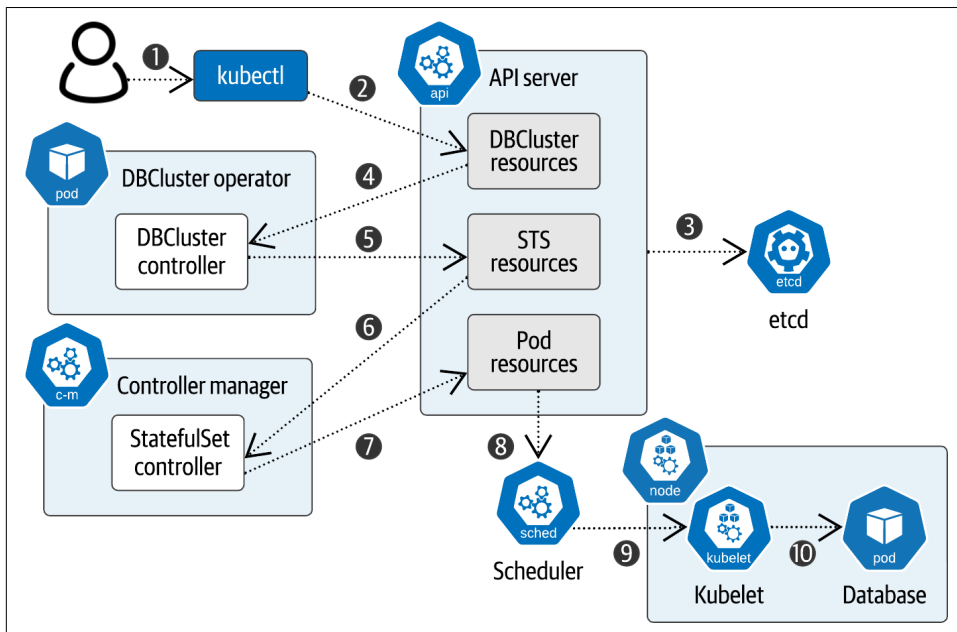 1
kubectl
2
api
API server
DBCluster
resources
pod
DBCluster operator
4
DBCluster
controller
5
STS
resources
3
etcd
etcd
6
c-m
Controller manager
Pod
resources
StatefulSet
controller
7
8
sched
Scheduler
node
9
kubelet
Kubelet
10
pod
Database